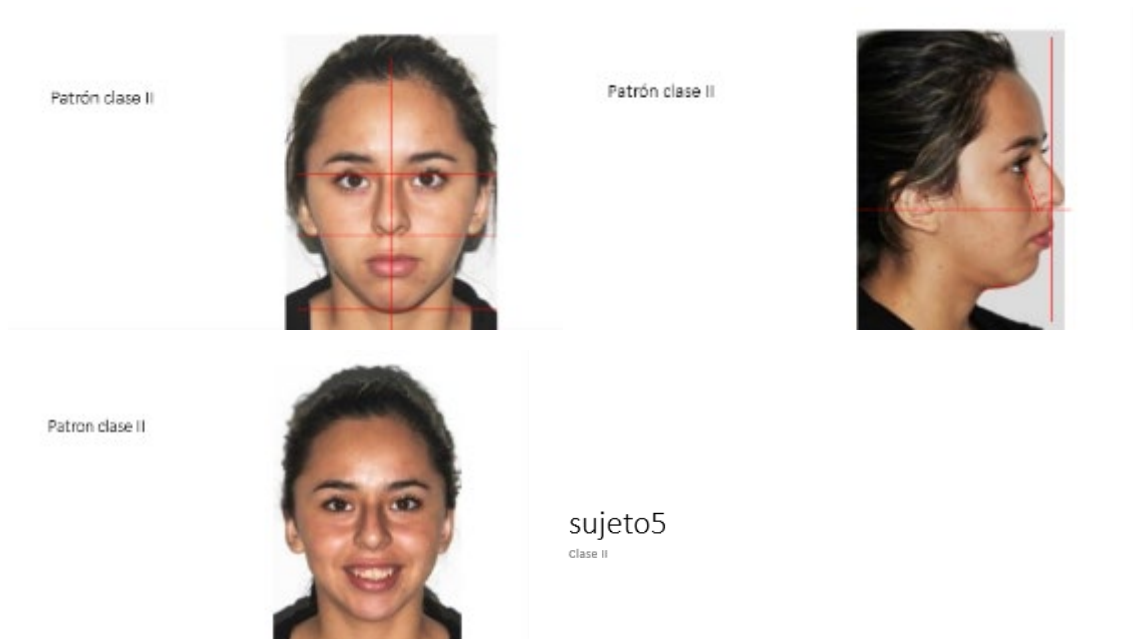 Patrón clase II
Patrón clase II
Patron clase II
sujeto5
Clase II